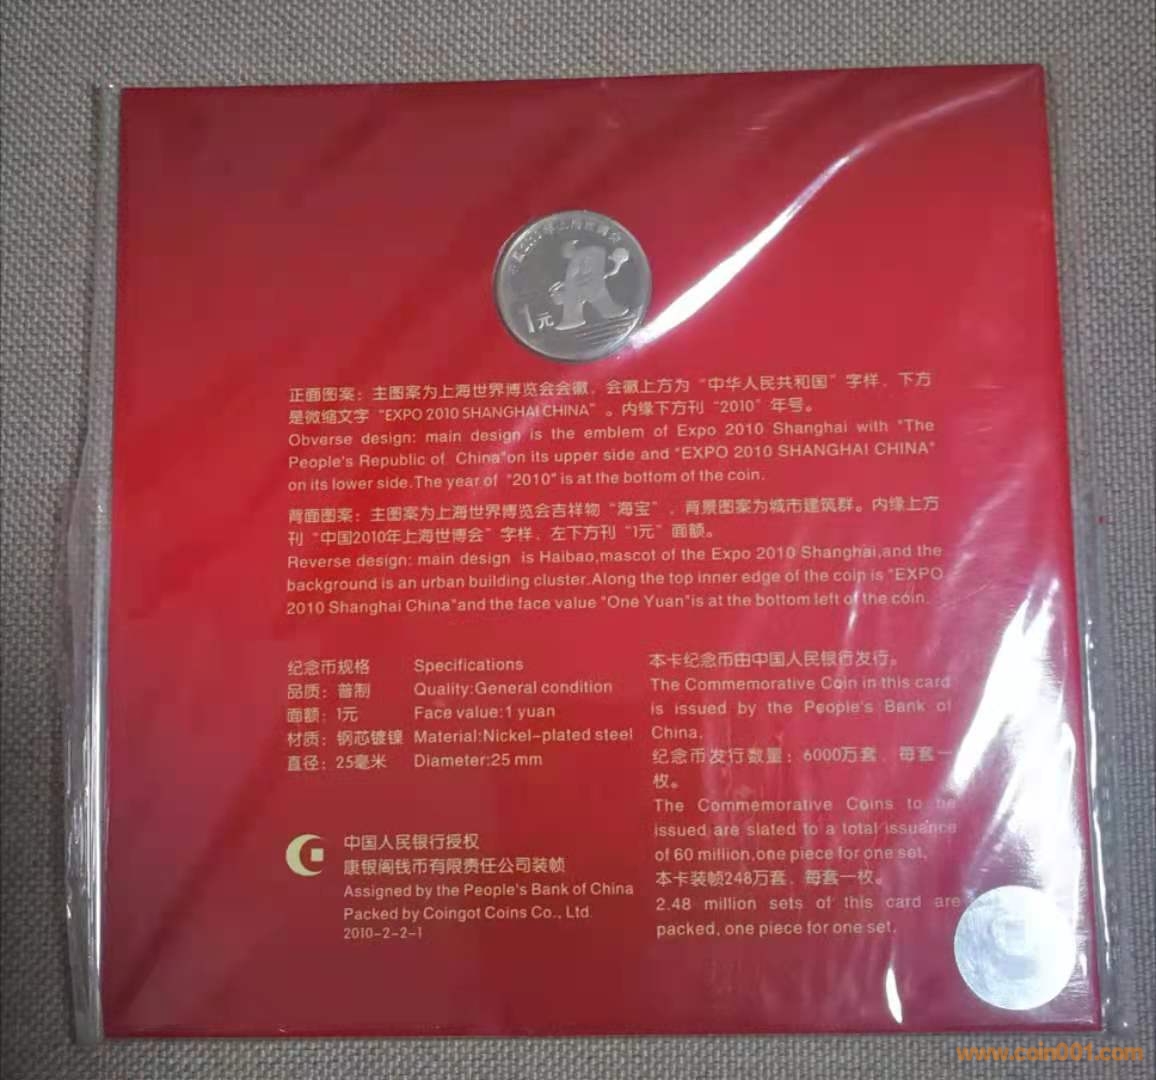 1元
正面图案：主图案为上海世界博览会会徽，会徽上方为“中华人民共和国”字样，下方
是微缩文字“EXPO 2010 SHANGHAI CHINA”。内缘下方刊“2010”年号。
Obverse design: main design is the emblem of Expo 2010 Shanghai with "The
People's Republic of China"on its upper side and "EXPO 2010 SHANGHAI CHINA"
on its lower side.The year of "2010" is at the bottom of the coin.
背面图案：主图案为上海世界博览会吉祥物“海宝”，背景图案为城市建筑群。内缘上方
刊“中国2010年上海世博会”字样，左下方刊“1元”面额。
Reverse design: main design is Haibao,mascot of the Expo 2010 Shanghai,and the
background is an urban building cluster.Along the top inner edge of the coin is "EXPO
2010 Shanghai China"and the face value "One Yuan"is at the bottom left of the coin.
纪念币规格 Specifications
品质：普制 Quality:General condition
面额：1元 Face value:1 yuan
材质：钢芯镀镍 Material:Nickel-plated steel
直径：25毫米 Diameter:25 mm
中国人民银行授权
康银阁钱币有限责任公司装帧
Assigned by the People's Bank of China
Packed by Coingot Coins Co., Ltd.
2010-2-2-1
本卡纪念币由中国人民银行发行。
The Commemorative Coin in this card
is issued by the People's Bank of
China.
纪念币发行数量：6000万套，每套一
枚。
The Commemorative Coins to be
issued are slated to a total issuance
of 60 million,one piece for one set.
本卡装帧248万套，每套一枚。
2.48 million sets of this card are
packed, one piece for one set.
www.coin001.com